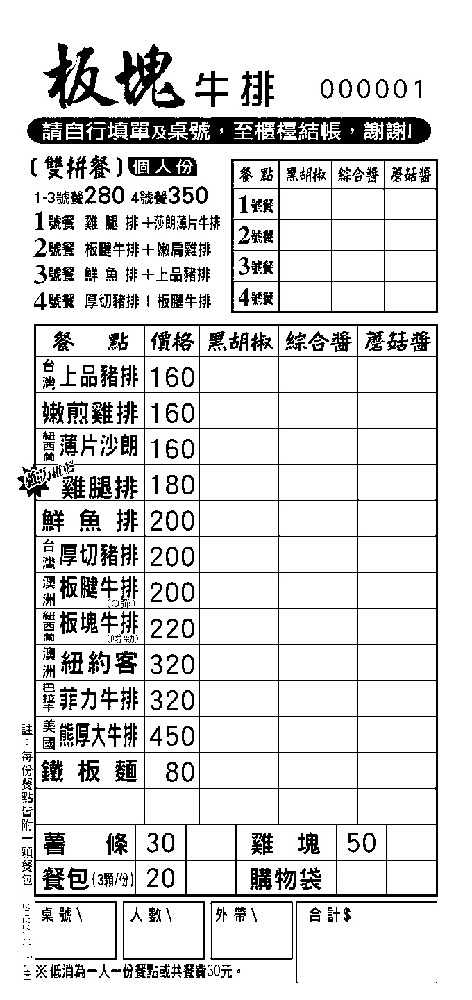 板塊牛排 000001
請自行填單及桌號，至櫃檯結帳，謝謝!
〔雙拼餐〕個人份
1-3號餐280 4號餐350
1號餐 雞腿排＋莎朗薄片牛排
2號餐 板腱牛排＋嫩肩雞排
3號餐 鮮魚排＋上品豬排
4號餐 厚切豬排＋板腱牛排
餐點 黑胡椒 綜合醬 蘑菇醬
1號餐
2號餐
3號餐
4號餐
餐點 價格 黑胡椒 綜合醬 蘑菇醬
台灣 上品豬排 160
嫩煎雞排 160
紐西蘭 薄片沙朗 160
強力推薦 雞腿排 180
鮮魚排 200
台灣 厚切豬排 200
澳洲 板腱牛排(Q彈) 200
紐西蘭 板塊牛排(嚼勁) 220
澳洲 紐約客 320
巴拉圭 菲力牛排 320
美國 熊厚大牛排 450
鐵板麵 80
薯條 30 雞塊 50
餐包(3顆/份) 20 購物袋
註：每份餐點皆附一顆餐包。
桌號\ 人數\ 外帶\ 合計$
※低消為一人一份餐點或共餐費30元。